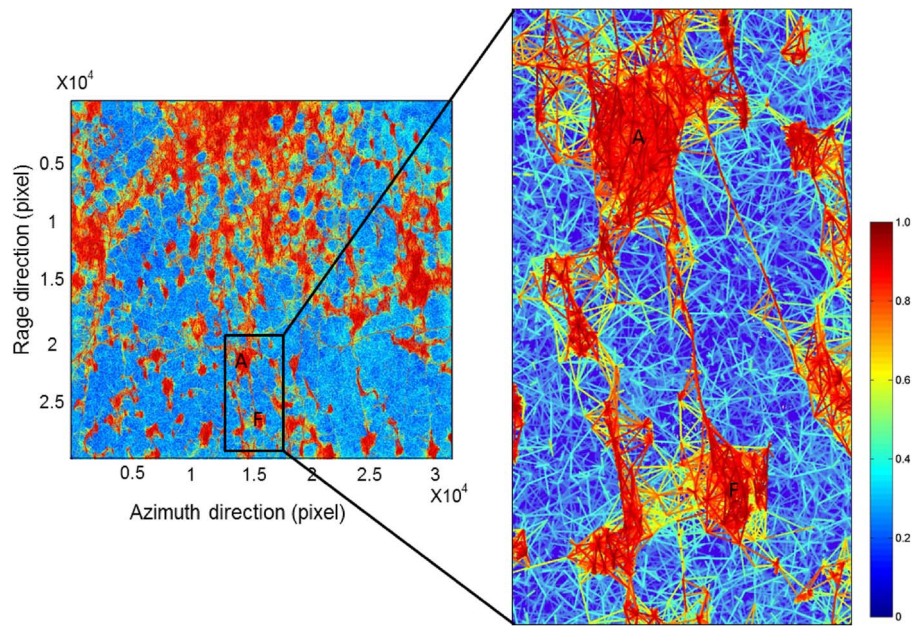 X10⁴
0.5
1
1.5
2
2.5
Rage direction (pixel)
A
F
0.5 1 1.5 2 2.5 3
X10⁴
Azimuth direction (pixel)
A
F
1.0
0.8
0.6
0.4
0.2
0